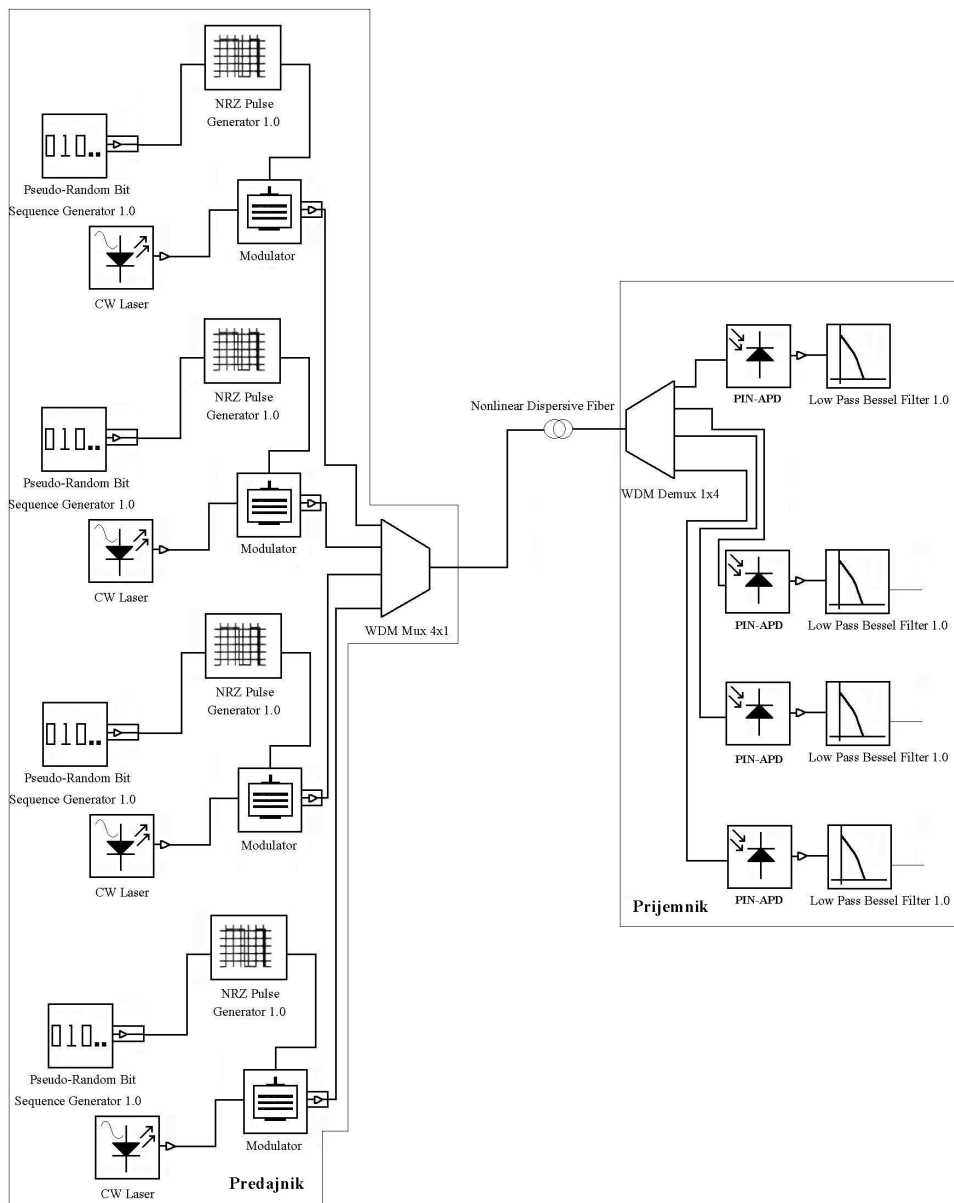 NRZ Pulse
Generator 1.0
010..
Pseudo-Random Bit
Sequence Generator 1.0
Modulator
CW Laser
NRZ Pulse
Generator 1.0
010..
Pseudo-Random Bit
Sequence Generator 1.0
Modulator
CW Laser
WDM Mux 4x1
NRZ Pulse
Generator 1.0
010..
Pseudo-Random Bit
Sequence Generator 1.0
Modulator
CW Laser
NRZ Pulse
Generator 1.0
010..
Pseudo-Random Bit
Sequence Generator 1.0
Modulator
CW Laser
Predajnik
Nonlinear Dispersive Fiber
WDM Demux 1x4
PIN-APD
Low Pass Bessel Filter 1.0
PIN-APD
Low Pass Bessel Filter 1.0
PIN-APD
Low Pass Bessel Filter 1.0
PIN-APD
Low Pass Bessel Filter 1.0
Prijemnik